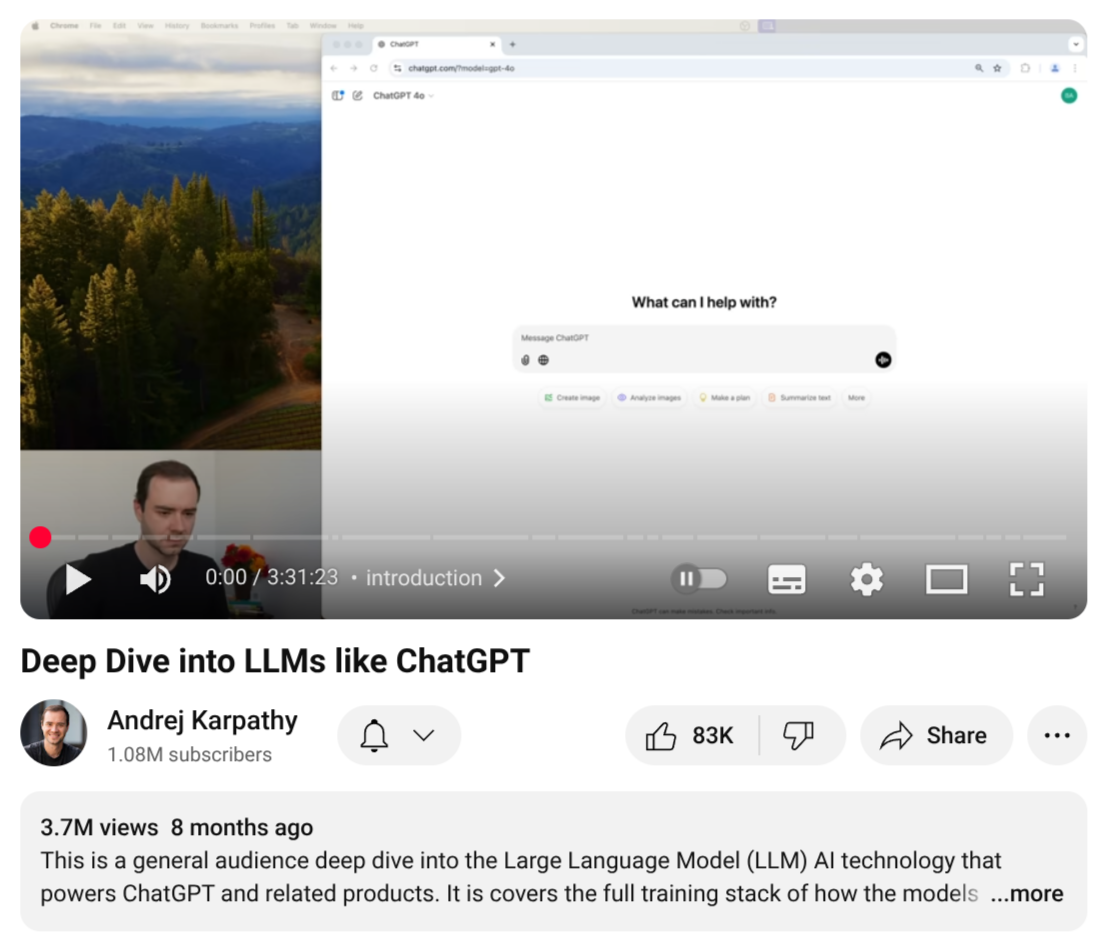 Chrome File Edit View History Bookmarks Profiles Tab Window Help
ChatGPT
chatgpt.com/?model=gpt-4o
ChatGPT 4o
What can I help with?
Message ChatGPT
Create image Analyze images Make a plan Summarize text More
0:00 / 3:31:23 • introduction
ChatGPT can make mistakes. Check important info.
Deep Dive into LLMs like ChatGPT
Andrej Karpathy
1.08M subscribers
83K
Share
3.7M views 8 months ago
This is a general audience deep dive into the Large Language Model (LLM) AI technology that
powers ChatGPT and related products. It is covers the full training stack of how the models ...more